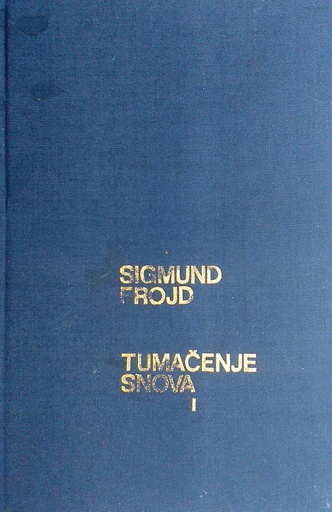 SIGMUND
FROJD
TUMAČENJE
SNOVA
I